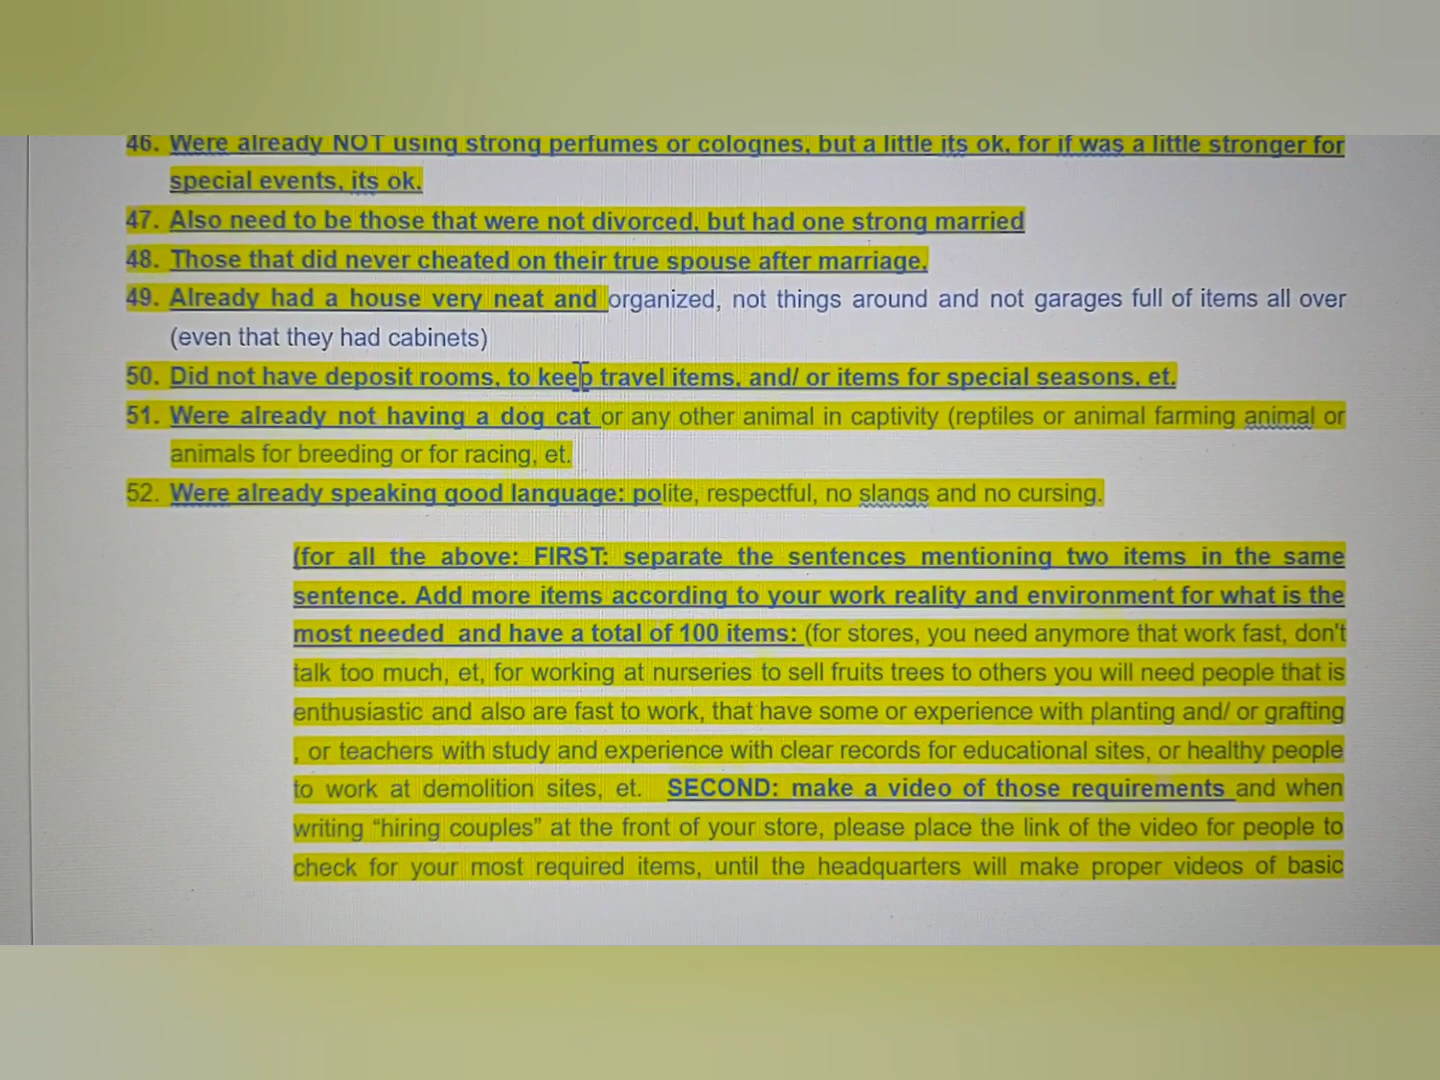 46. Were already NOT using strong perfumes or colognes, but a little its ok, for if was a little stronger for
special events, its ok.
47. Also need to be those that were not divorced, but had one strong married
48. Those that did never cheated on their true spouse after marriage.
49. Already had a house very neat and organized, not things around and not garages full of items all over
(even that they had cabinets)
50. Did not have deposit rooms, to keep travel items, and/ or items for special seasons, et.
51. Were already not having a dog cat or any other animal in captivity (reptiles or animal farming animal or
animals for breeding or for racing, et.
52. Were already speaking good language: polite, respectful, no slangs and no cursing.
(for all the above: FIRST: separate the sentences mentioning two items in the same
sentence. Add more items according to your work reality and environment for what is the
most needed and have a total of 100 items: (for stores, you need anymore that work fast, don't
talk too much, et, for working at nurseries to sell fruits trees to others you will need people that is
enthusiastic and also are fast to work, that have some or experience with planting and/ or grafting
, or teachers with study and experience with clear records for educational sites, or healthy people
to work at demolition sites, et. SECOND: make a video of those requirements and when
writing “hiring couples” at the front of your store, please place the link of the video for people to
check for your most required items, until the headquarters will make proper videos of basic